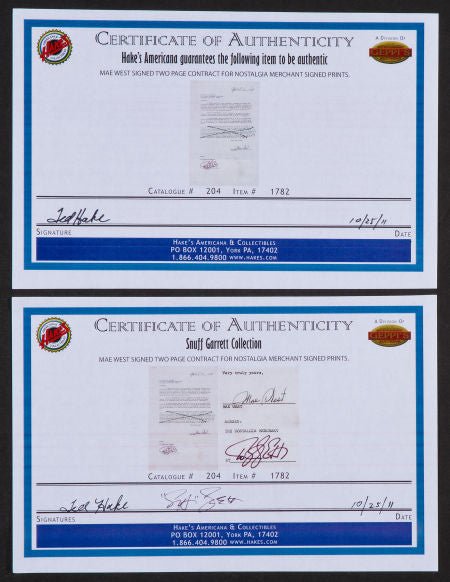 CERTIFICATE OF AUTHENTICITY
A DIVISION OF
GEPPI'S
Hake's Americana guarantees the following item to be authentic
MAE WEST SIGNED TWO PAGE CONTRACT FOR NOSTALGIA MERCHANT SIGNED PRINTS.
CATALOGUE # 204 ITEM # 1782
Ted Hake 10/25/11
SIGNATURE DATE
HAKE'S AMERICANA & COLLECTIBLES
PO BOX 12001, YORK PA, 17402
1.866.404.9800 WWW.HAKES.COM
CERTIFICATE OF AUTHENTICITY
A DIVISION OF
GEPPI'S
Snuff Garrett Collection
MAE WEST SIGNED TWO PAGE CONTRACT FOR NOSTALGIA MERCHANT SIGNED PRINTS.
Very truly yours,
Mae West
MAE WEST
AGREED:
THE NOSTALGIA MERCHANT
CATALOGUE # 204 ITEM # 1782
Ted Hake 10/25/11
SIGNATURES DATE
HAKE'S AMERICANA & COLLECTIBLES
PO BOX 12001, YORK PA, 17402
1.866.404.9800 WWW.HAKES.COM